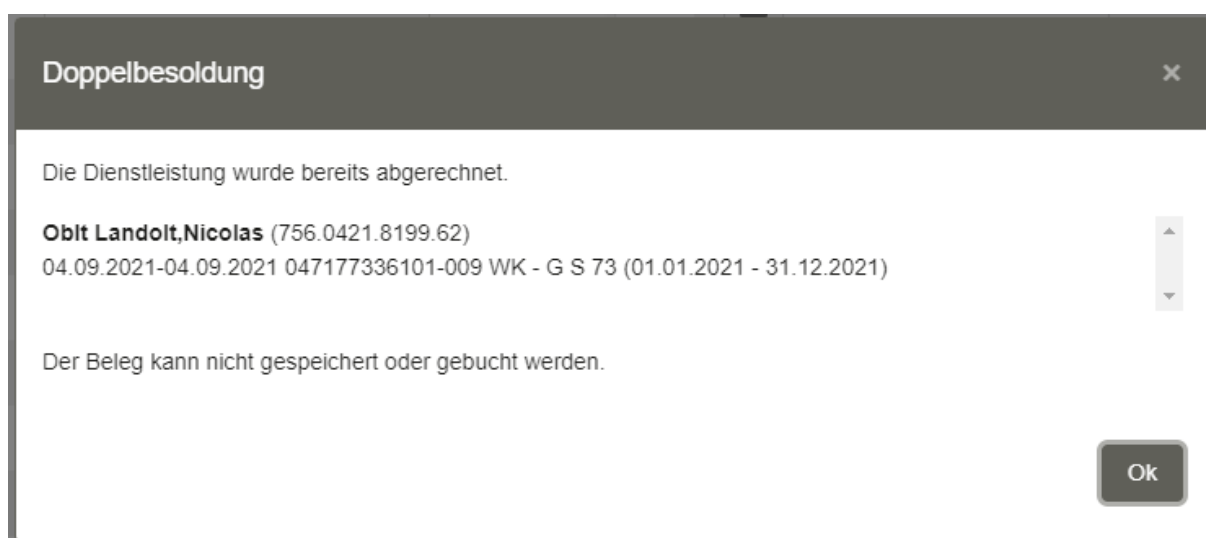 Doppelbesoldung ×
Die Dienstleistung wurde bereits abgerechnet.
Oblt Landolt,Nicolas (756.0421.8199.62)
04.09.2021-04.09.2021 047177336101-009 WK - G S 73 (01.01.2021 - 31.12.2021)
Der Beleg kann nicht gespeichert oder gebucht werden.
Ok